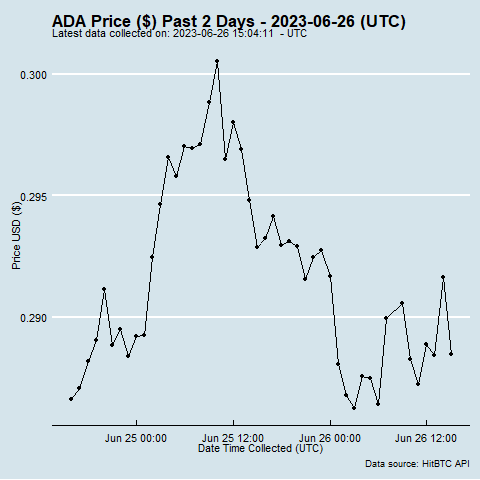 ADA Price ($) Past 2 Days - 2023-06-26 (UTC)
Latest data collected on: 2023-06-26 15:04:11 - UTC
0.300
0.295
0.290
Price USD ($)
Jun 25 00:00 Jun 25 12:00 Jun 26 00:00 Jun 26 12:00
Date Time Collected (UTC)
Data source: HitBTC API